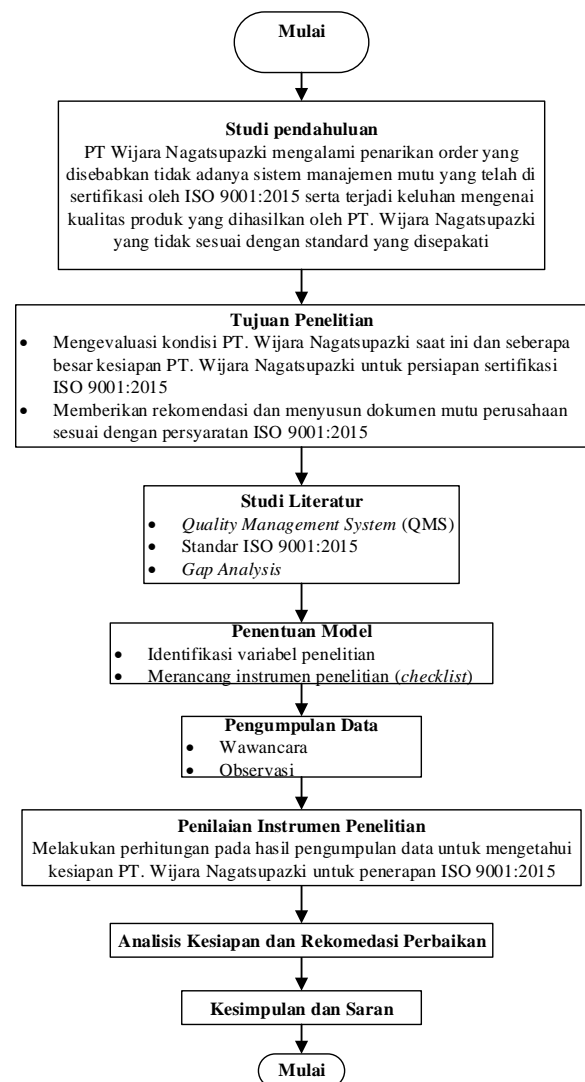 Mulai
Studi pendahuluan
PT Wijara Nagatsupazki mengalami penarikan order yang
disebabkan tidak adanya sistem manajemen mutu yang telah di
sertifikasi oleh ISO 9001:2015 serta terjadi keluhan mengenai
kualitas produk yang dihasilkan oleh PT. Wijara Nagatsupazki
yang tidak sesuai dengan standard yang disepakati
Tujuan Penelitian
• Mengevaluasi kondisi PT. Wijara Nagatsupazki saat ini dan seberapa
besar kesiapan PT. Wijara Nagatsupazki untuk persiapan sertifikasi
ISO 9001:2015
• Memberikan rekomendasi dan menyusun dokumen mutu perusahaan
sesuai dengan persyaratan ISO 9001:2015
Studi Literatur
• Quality Management System (QMS)
• Standar ISO 9001:2015
• Gap Analysis
Penentuan Model
• Identifikasi variabel penelitian
• Merancang instrumen penelitian (checklist)
Pengumpulan Data
• Wawancara
• Observasi
Penilaian Instrumen Penelitian
Melakukan perhitungan pada hasil pengumpulan data untuk mengetahui
kesiapan PT. Wijara Nagatsupazki untuk penerapan ISO 9001:2015
Analisis Kesiapan dan Rekomedasi Perbaikan
Kesimpulan dan Saran
Mulai